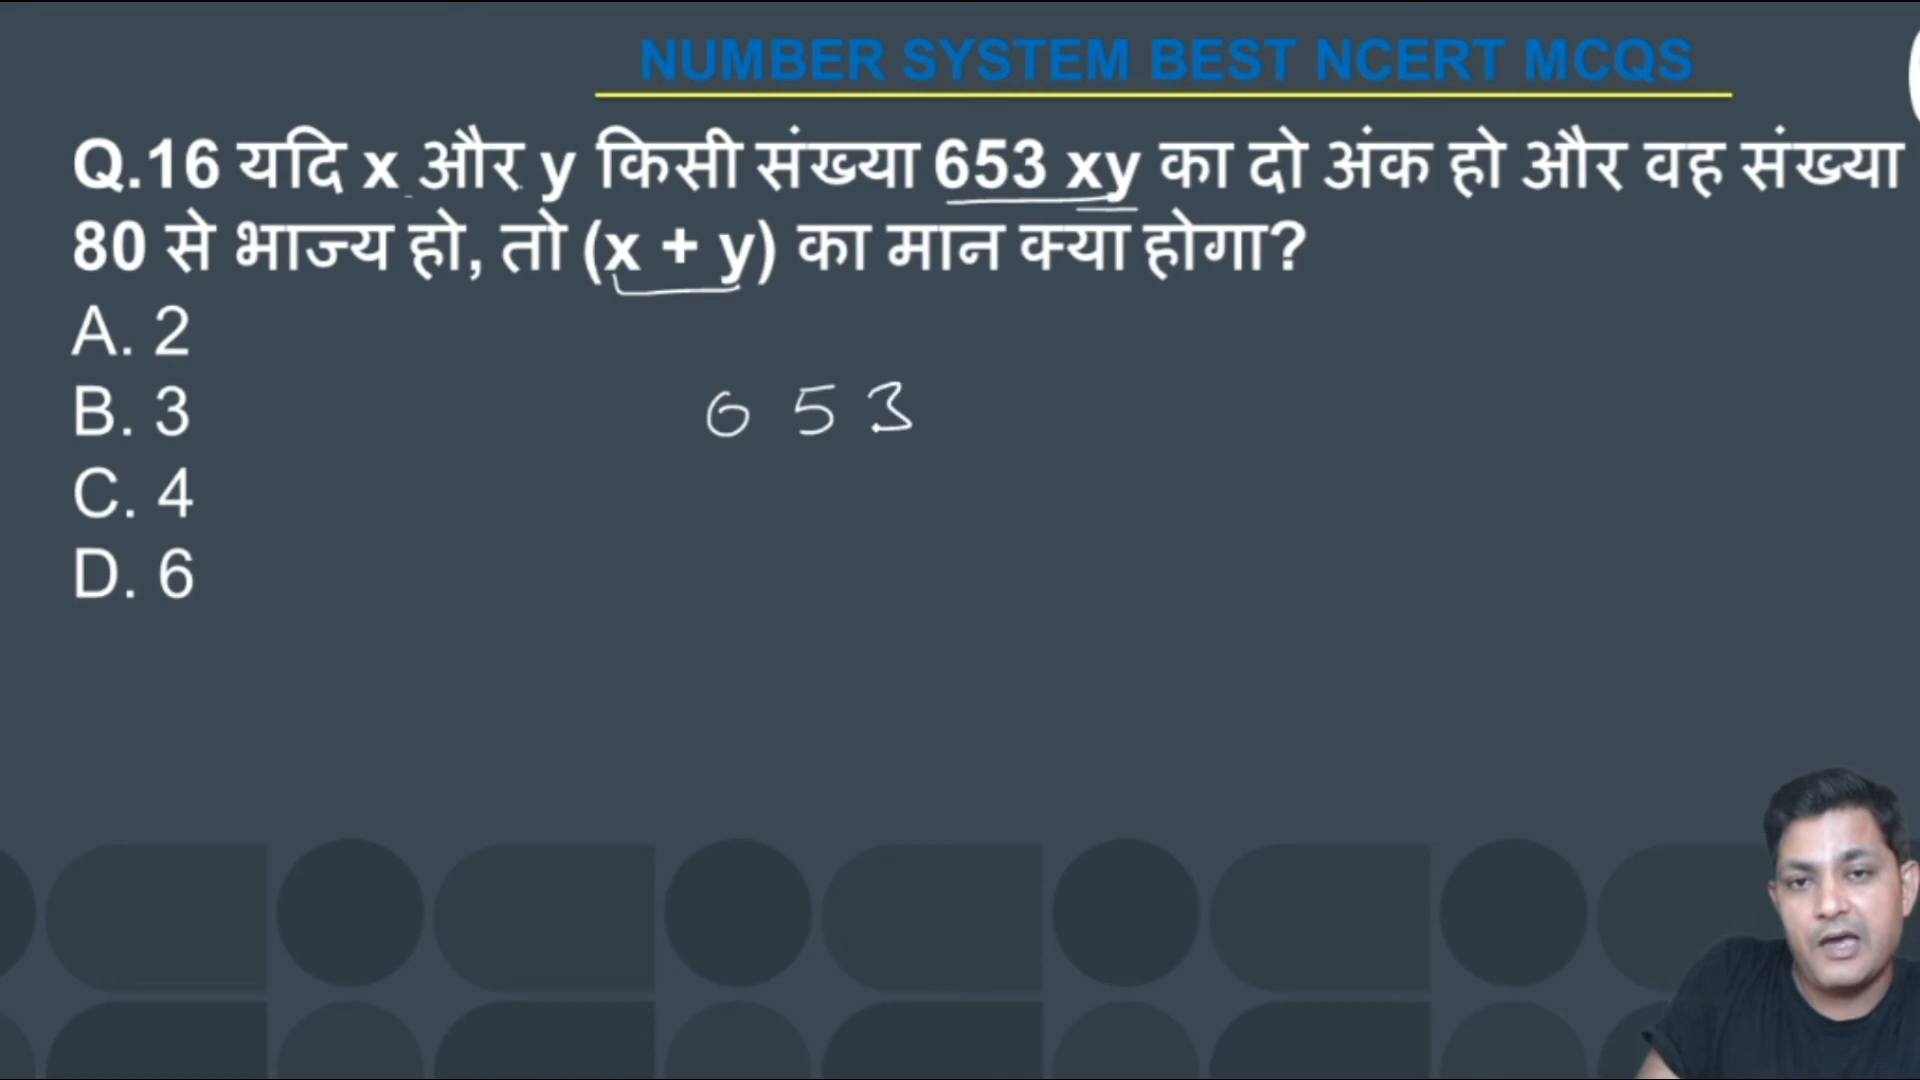 NUMBER SYSTEM BEST NCERT MCQS
Q.16 यदि x और y किसी संख्या 653 xy का दो अंक हो और वह संख्या
80 से भाज्य हो, तो (x + y) का मान क्या होगा?
A. 2
B. 3
6 5 3
C. 4
D. 6